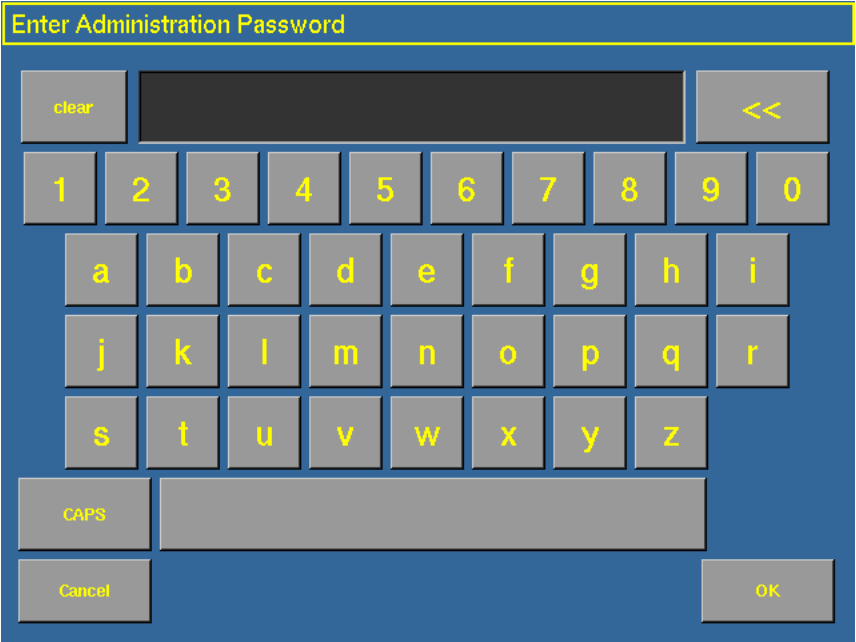 Enter Administration Password
clear <<
1 2 3 4 5 6 7 8 9 0
a b c d e f g h i
j k l m n o p q r
s t u v w x y z
CAPS
Cancel OK